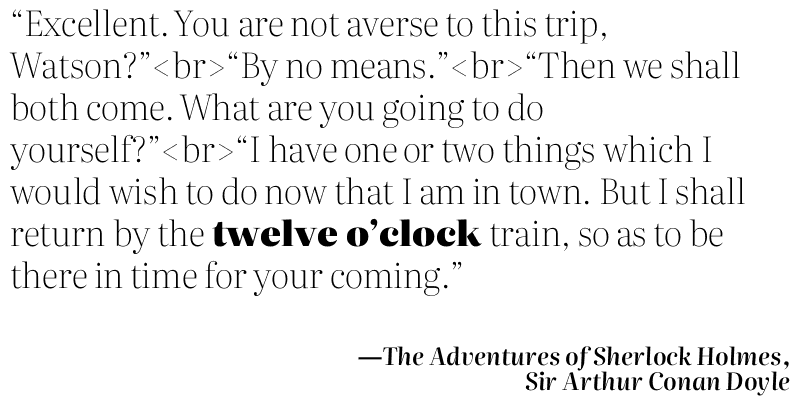 “Excellent. You are not averse to this trip,
Watson?”<br>“By no means.”<br>“Then we shall
both come. What are you going to do
yourself?”<br>“I have one or two things which I
would wish to do now that I am in town. But I shall
return by the twelve o’clock train, so as to be
there in time for your coming.”
—The Adventures of Sherlock Holmes,
Sir Arthur Conan Doyle